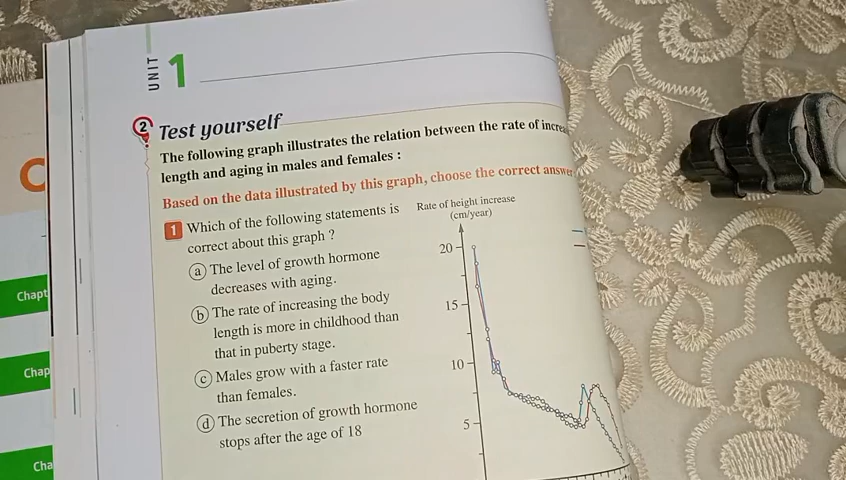 UNIT
1
2 Test yourself
The following graph illustrates the relation between the rate of
length and aging in males and females :
Based on the data illustrated by this graph, choose the correct
1 Which of the following statements is
correct about this graph ?
a The level of growth hormone
decreases with aging.
b The rate of increasing the body
length is more in childhood than
that in puberty stage.
c Males grow with a faster rate
than females.
d The secretion of growth hormone
stops after the age of 18
Rate of height increase
(cm/year)
20
15
10
5
C